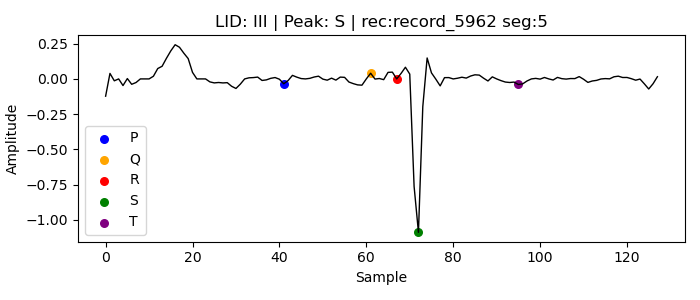 LID: III | Peak: S | rec:record_5962 seg:5
Amplitude
0.25
0.00
−0.25
−0.50
−0.75
−1.00
P
Q
R
S
T
0 20 40 60 80 100 120
Sample